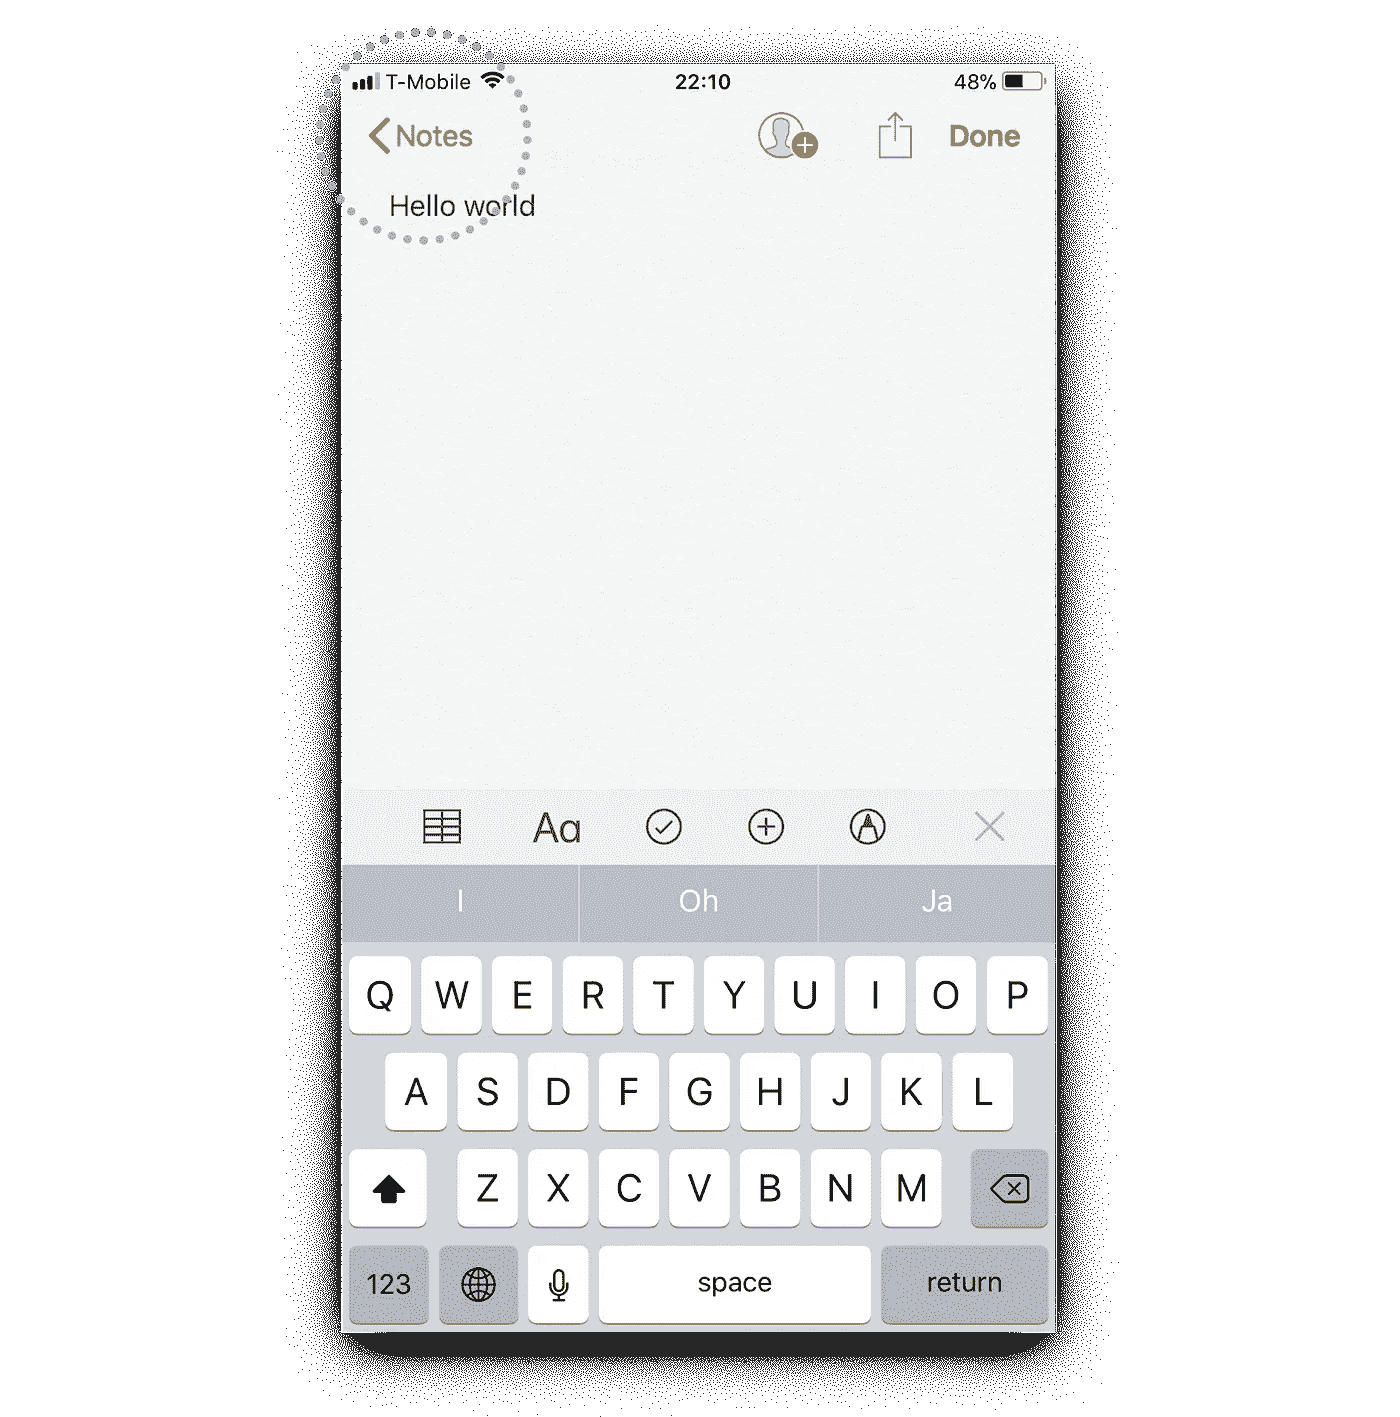 T-Mobile 22:10 48%
Notes Done
Hello world
Aa
I Oh Ja
Q W E R T Y U I O P
A S D F G H J K L
Z X C V B N M
123 space return